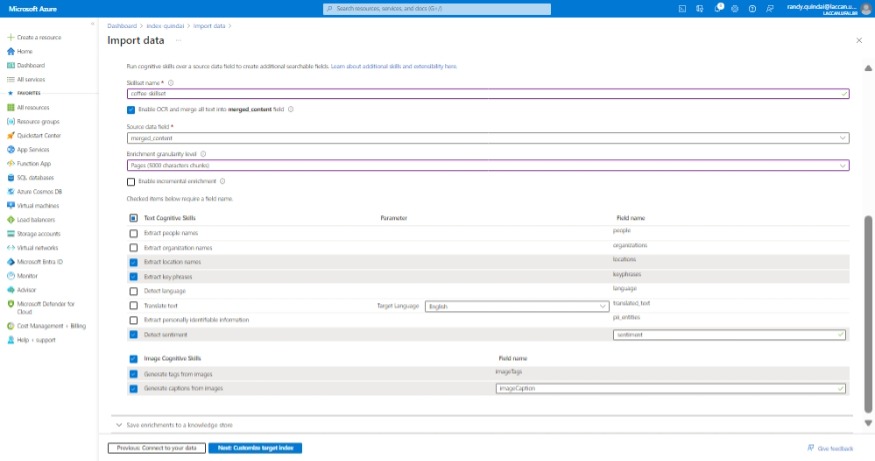 Microsoft Azure
Search resources, services, and docs (G+/)
randy.quindai@laccan.u...
Create a resource
Home
Dashboard
All services
FAVORITES
All resources
Resource groups
Quickstart Center
App Services
Function App
SQL databases
Azure Cosmos DB
Virtual machines
Load balancers
Storage accounts
Virtual networks
Microsoft Entra ID
Monitor
Advisor
Microsoft Defender for
Cloud
Cost Management + Billing
Help + support
Dashboard > index_quindai > Import data >
Import data
Run cognitive skills over a source data field to create additional searchable fields. Learn about additional skills and extensibility here.
Skillset name *
coffee-skillset
Enable OCR and merge all text into merged_content field
Source data field *
merged_content
Enrichment granularity level
Pages (5000 characters chunks)
Enable incremental enrichment
Checked items below require a field name.
Text Cognitive Skills Parameter Field name
Extract people names people
Extract organization names organizations
Extract location names locations
Extract key phrases keyphrases
Detect language language
Translate text Target Language English translated_text
Extract personally identifiable information pii_entities
Detect sentiment sentiment
Image Cognitive Skills Field name
Generate tags from images imageTags
Generate captions from images imageCaption
Save enrichments to a knowledge store
Previous: Connect to your data
Next: Customize target index
Give feedback